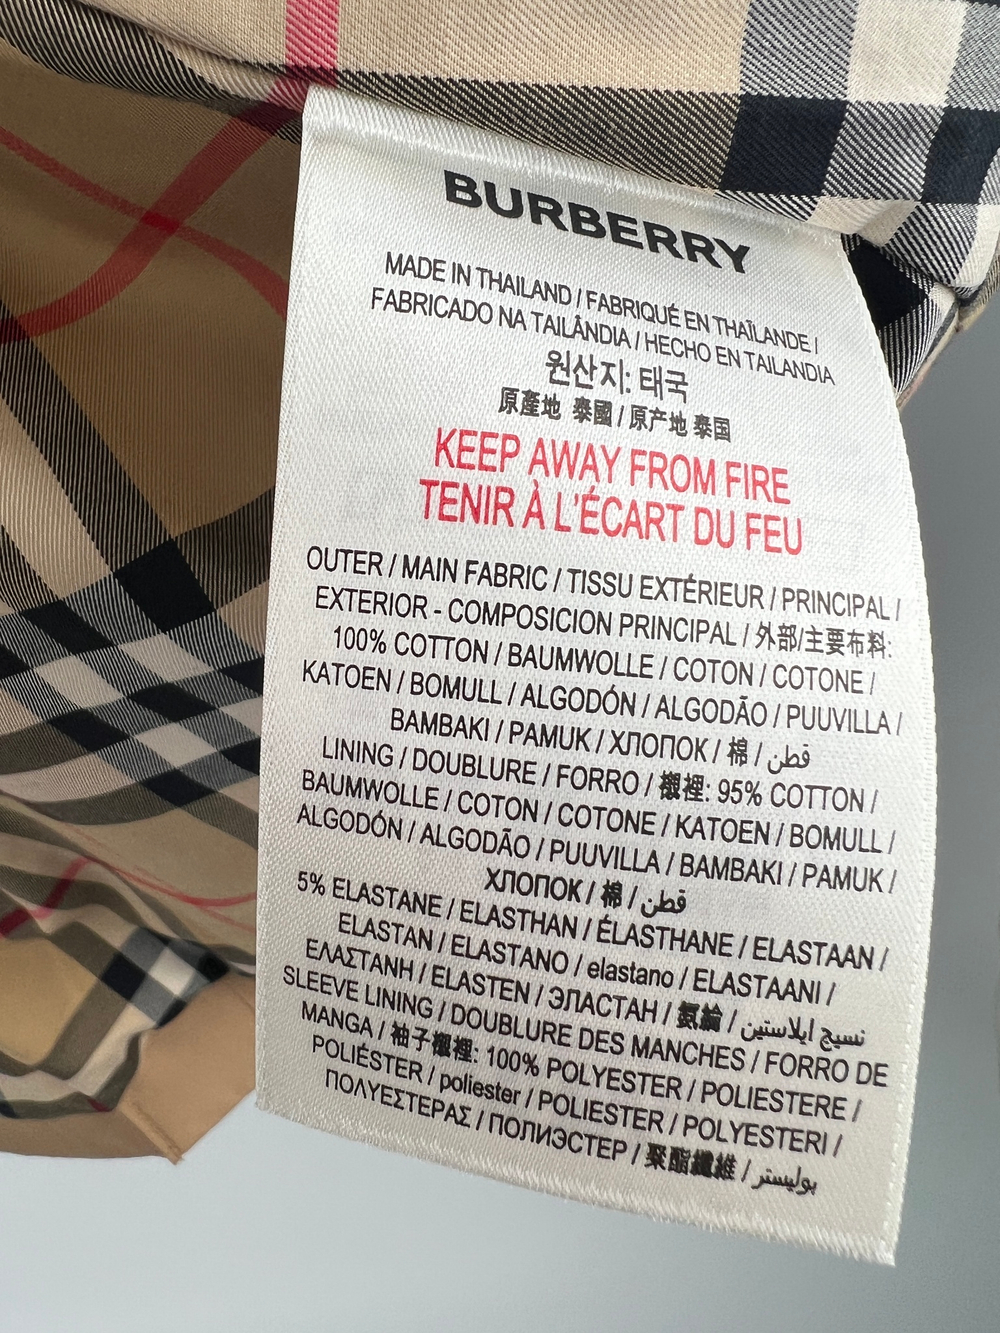 BURBERRY
MADE IN THAILAND / FABRIQUÉ EN THAÏLANDE /
FABRICADO NA TAILÂNDIA / HECHO EN TAILANDIA
원산지: 태국
原產地 泰國 / 原产地 泰国
KEEP AWAY FROM FIRE
TENIR À L'ÉCART DU FEU
OUTER / MAIN FABRIC / TISSU EXTÉRIEUR / PRINCIPAL /
EXTERIOR - COMPOSICION PRINCIPAL / 外部/主要布料:
100% COTTON / BAUMWOLLE / COTON / COTONE /
KATOEN / BOMULL / ALGODÓN / ALGODÃO / PUUVILLA /
BAMBAKI / PAMUK / ХЛОПОК / 棉 / قطن
LINING / DOUBLURE / FORRO / 襯裡: 95% COTTON /
BAUMWOLLE / COTON / COTONE / KATOEN / BOMULL /
ALGODÓN / ALGODÃO / PUUVILLA / BAMBAKI / PAMUK /
ХЛОПОК / 棉 / قطن
5% ELASTANE / ELASTHAN / ÉLASTHANE / ELASTAAN /
ELASTAN / ELASTANO / elastano / ELASTAANI /
ΕΛΑΣΤΑΝΗ / ELASTEN / ЭЛАСТАН / 氨綸 / نسيج ايلاستين
SLEEVE LINING / DOUBLURE DES MANCHES / FORRO DE
MANGA / 袖子襯裡: 100% POLYESTER / POLIESTERE /
POLIÉSTER / poliester / POLIESTER / POLYESTERI /
ΠΟΛΥΕΣΤΕΡΑΣ / ПОЛИЭСТЕР / 聚酯纖維 / بوليستر